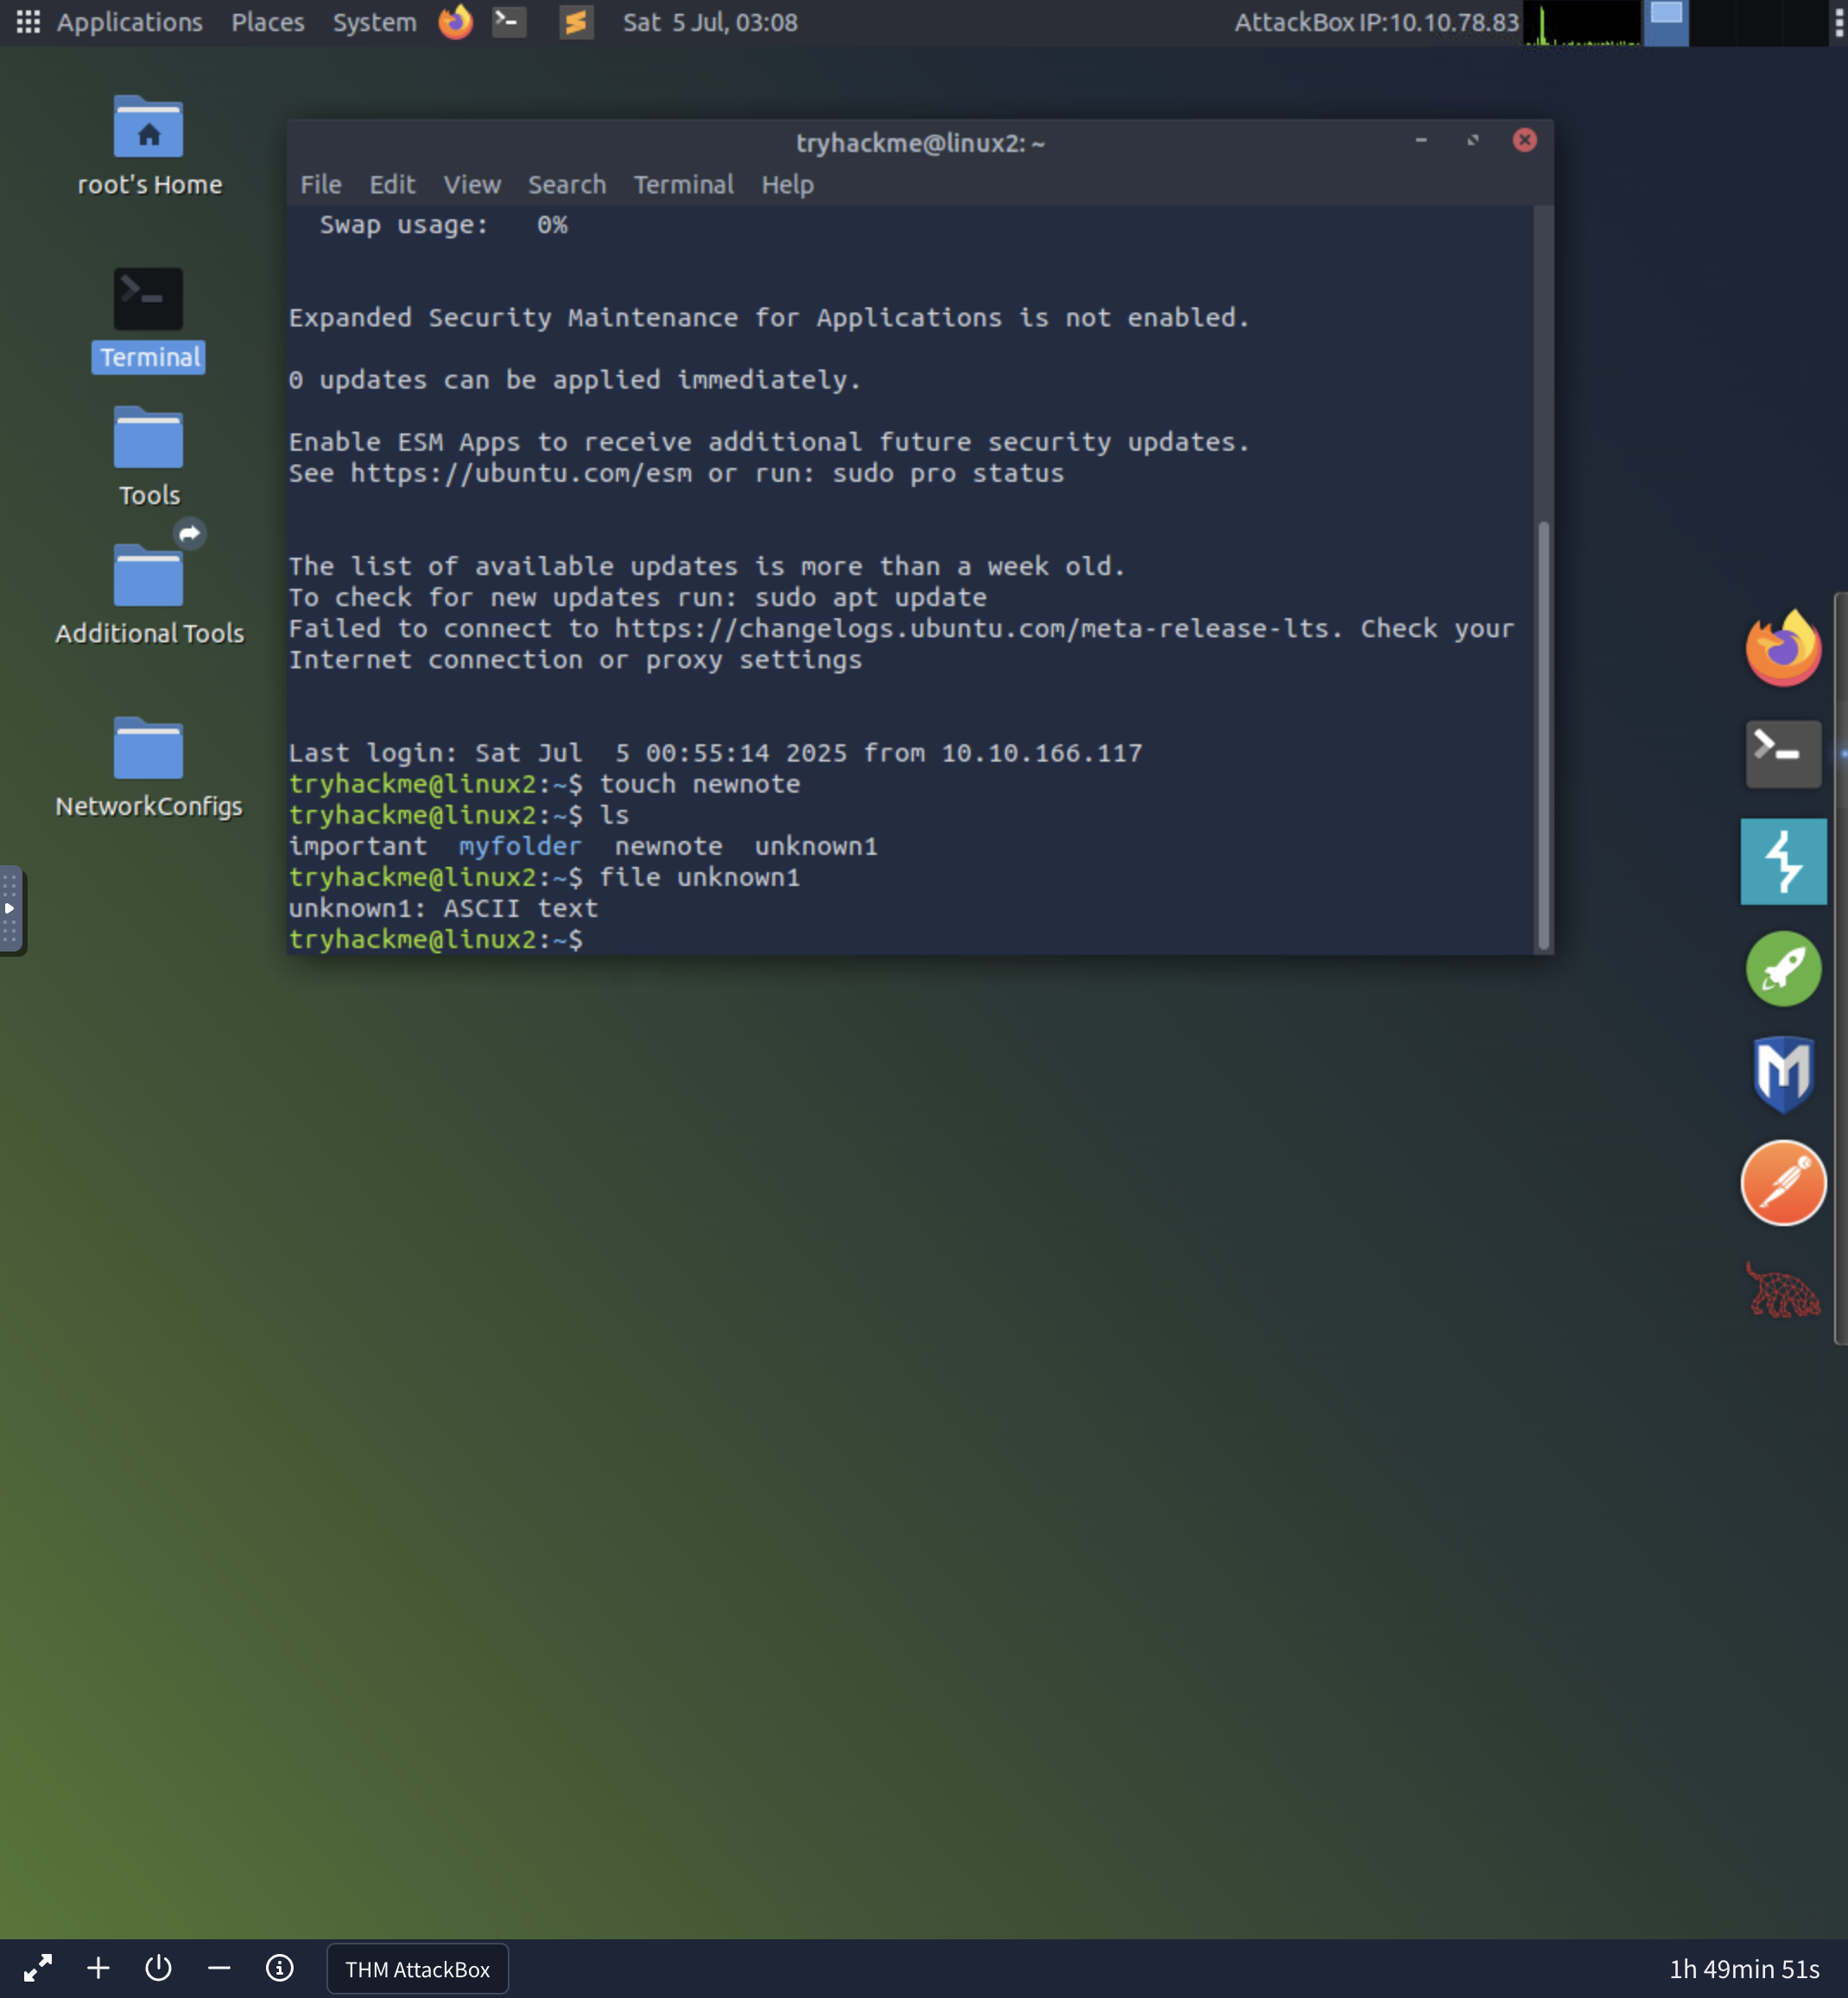 Applications Places System Sat 5 Jul, 03:08 AttackBox IP:10.10.78.83
root's Home
Terminal
Tools
Additional Tools
NetworkConfigs
tryhackme@linux2: ~
File Edit View Search Terminal Help
  Swap usage:   0%
Expanded Security Maintenance for Applications is not enabled.
0 updates can be applied immediately.
Enable ESM Apps to receive additional future security updates.
See https://ubuntu.com/esm or run: sudo pro status
The list of available updates is more than a week old.
To check for new updates run: sudo apt update
Failed to connect to https://changelogs.ubuntu.com/meta-release-lts. Check your
Internet connection or proxy settings
Last login: Sat Jul  5 00:55:14 2025 from 10.10.166.117
tryhackme@linux2:~$ touch newnote
tryhackme@linux2:~$ ls
important  myfolder  newnote  unknown1
tryhackme@linux2:~$ file unknown1
unknown1: ASCII text
tryhackme@linux2:~$
THM AttackBox 1h 49min 51s